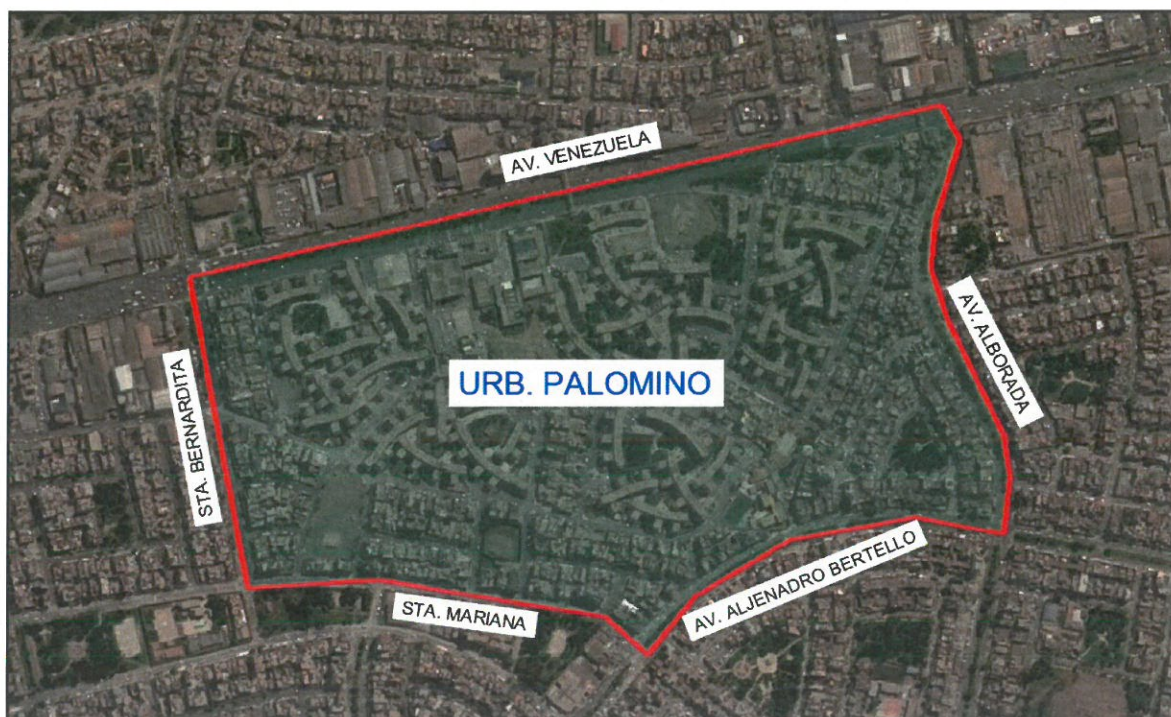 AV. VENEZUELA
AV. ALBORADA
URB. PALOMINO
STA. BERNARDITA
AV. ALJENADRO BERTELLO
STA. MARIANA